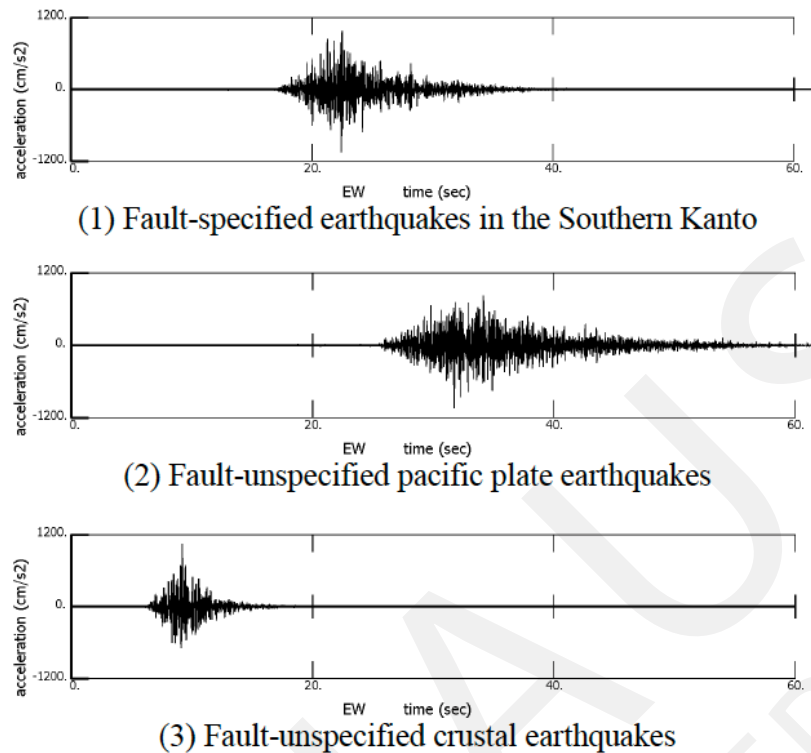 1200.
acceleration (cm/s2)
0.
-1200.
0. 20. 40. 60.
EW time (sec)
(1) Fault-specified earthquakes in the Southern Kanto
1200.
acceleration (cm/s2)
0.
-1200.
0. 20. 40. 60.
EW time (sec)
(2) Fault-unspecified pacific plate earthquakes
1200.
acceleration (cm/s2)
0.
-1200.
0. 20. 40. 60.
EW time (sec)
(3) Fault-unspecified crustal earthquakes